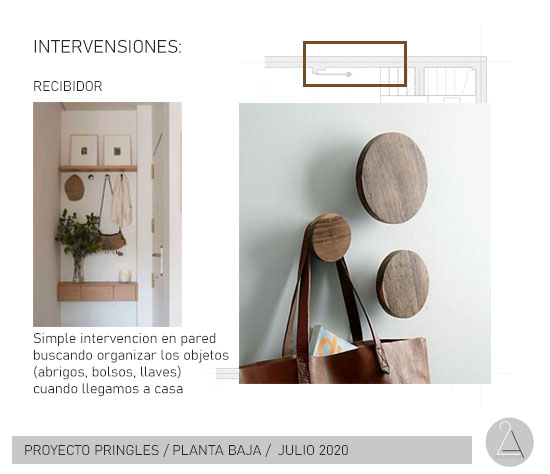 INTERVENSIONES:
RECIBIDOR
Simple intervencion en pared
buscando organizar los objetos
(abrigos, bolsos, llaves)
cuando llegamos a casa
PROYECTO PRINGLES / PLANTA BAJA / JULIO 2020